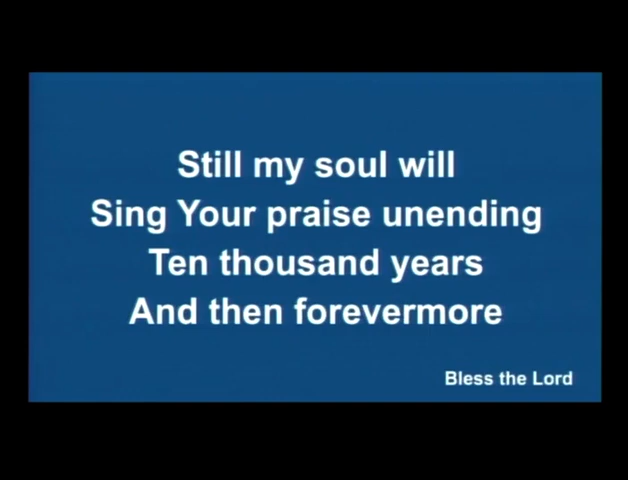 Still my soul will
Sing Your praise unending
Ten thousand years
And then forevermore
Bless the Lord